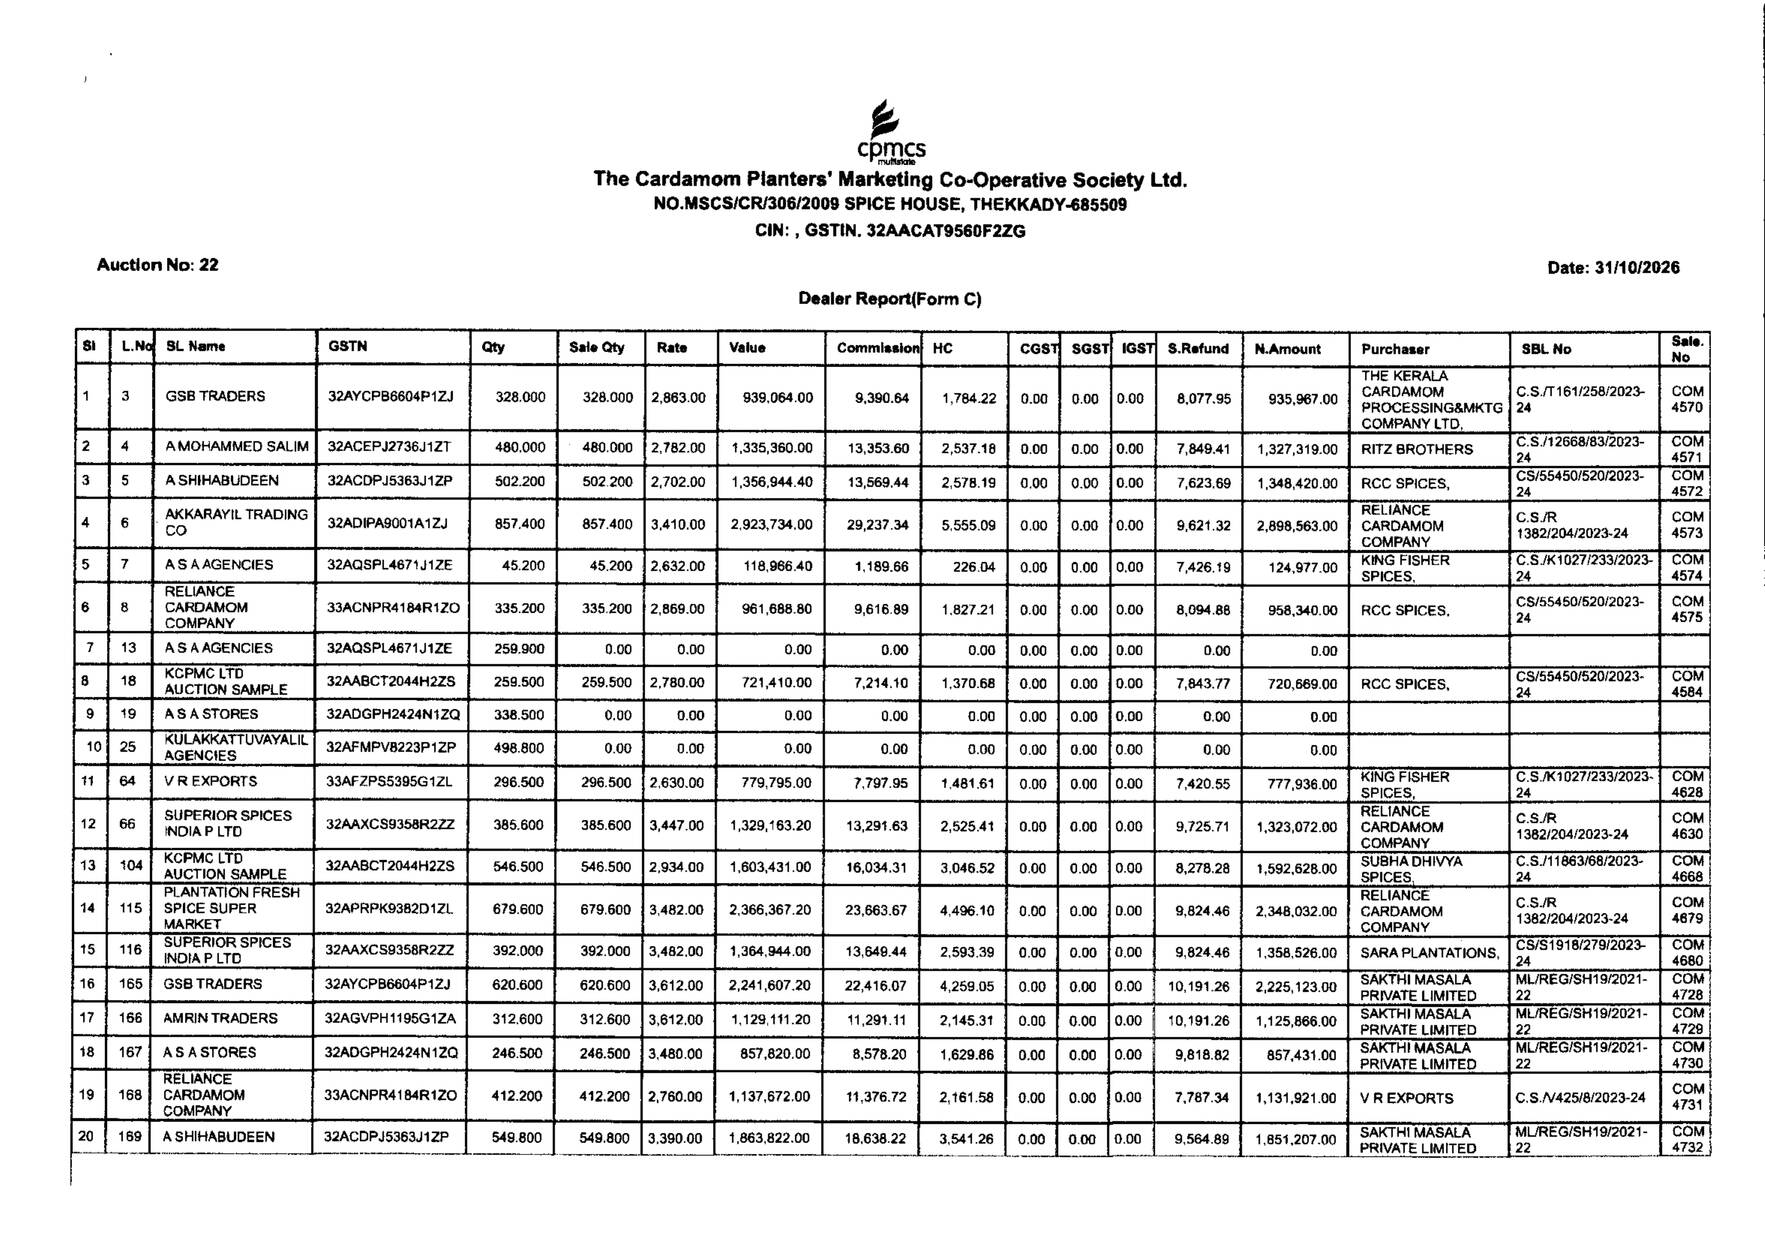 cpmcs
multistate
The Cardamom Planters' Marketing Co-Operative Society Ltd.
NO.MSCS/CR/306/2009 SPICE HOUSE, THEKKADY-685509
CIN: , GSTIN. 32AACAT9560F2ZG
Auction No: 22
Date: 31/10/2026
Dealer Report(Form C)
Sl L.No SL Name GSTN Qty Sale Qty Rate Value Commission HC CGST SGST IGST S.Refund N.Amount Purchaser SBL No Sale. No
1 3 GSB TRADERS 32AYCPB6604P1ZJ 328.000 328.000 2,863.00 939,064.00 9,390.64 1,784.22 0.00 0.00 0.00 8,077.95 935,967.00 THE KERALA CARDAMOM PROCESSING&MKTG COMPANY LTD, C.S./T161/258/2023-24 COM 4570
2 4 A MOHAMMED SALIM 32ACEPJ2736J1ZT 480.000 480.000 2,782.00 1,335,360.00 13,353.60 2,537.18 0.00 0.00 0.00 7,849.41 1,327,319.00 RITZ BROTHERS C.S./12668/83/2023-24 COM 4571
3 5 A SHIHABUDEEN 32ACDPJ5363J1ZP 502.200 502.200 2,702.00 1,356,944.40 13,569.44 2,578.19 0.00 0.00 0.00 7,623.69 1,348,420.00 RCC SPICES, CS/55450/520/2023-24 COM 4572
4 6 AKKARAYIL TRADING CO 32ADIPA9001A1ZJ 857.400 857.400 3,410.00 2,923,734.00 29,237.34 5,555.09 0.00 0.00 0.00 9,621.32 2,898,563.00 RELIANCE CARDAMOM COMPANY C.S./R 1382/204/2023-24 COM 4573
5 7 A S A AGENCIES 32AQSPL4671J1ZE 45.200 45.200 2,632.00 118,966.40 1,189.66 226.04 0.00 0.00 0.00 7,426.19 124,977.00 KING FISHER SPICES, C.S./K1027/233/2023-24 COM 4574
6 8 RELIANCE CARDAMOM COMPANY 33ACNPR4184R1ZO 335.200 335.200 2,869.00 961,688.80 9,616.89 1,827.21 0.00 0.00 0.00 8,094.88 958,340.00 RCC SPICES, CS/55450/520/2023-24 COM 4575
7 13 A S A AGENCIES 32AQSPL4671J1ZE 259.900 0.00 0.00 0.00 0.00 0.00 0.00 0.00 0.00 0.00 0.00
8 18 KCPMC LTD AUCTION SAMPLE 32AABCT2044H2ZS 259.500 259.500 2,780.00 721,410.00 7,214.10 1,370.68 0.00 0.00 0.00 7,843.77 720,669.00 RCC SPICES, CS/55450/520/2023-24 COM 4584
9 19 A S A STORES 32ADGPH2424N1ZQ 338.500 0.00 0.00 0.00 0.00 0.00 0.00 0.00 0.00 0.00 0.00
10 25 KULAKKATTUVAYALIL AGENCIES 32AFMPV8223P1ZP 498.800 0.00 0.00 0.00 0.00 0.00 0.00 0.00 0.00 0.00 0.00
11 64 V R EXPORTS 33AFZPS5395G1ZL 296.500 296.500 2,630.00 779,795.00 7,797.95 1,481.61 0.00 0.00 0.00 7,420.55 777,936.00 KING FISHER SPICES, C.S./K1027/233/2023-24 COM 4628
12 66 SUPERIOR SPICES INDIA P LTD 32AAXCS9358R2ZZ 385.600 385.600 3,447.00 1,329,163.20 13,291.63 2,525.41 0.00 0.00 0.00 9,725.71 1,323,072.00 RELIANCE CARDAMOM COMPANY C.S./R 1382/204/2023-24 COM 4630
13 104 KCPMC LTD AUCTION SAMPLE 32AABCT2044H2ZS 546.500 546.500 2,934.00 1,603,431.00 16,034.31 3,046.52 0.00 0.00 0.00 8,278.28 1,592,628.00 SUBHA DHIVYA SPICES, C.S./11863/68/2023-24 COM 4668
14 115 PLANTATION FRESH SPICE SUPER MARKET 32APRPK9382D1ZL 679.600 679.600 3,482.00 2,366,367.20 23,663.67 4,496.10 0.00 0.00 0.00 9,824.46 2,348,032.00 RELIANCE CARDAMOM COMPANY C.S./R 1382/204/2023-24 COM 4679
15 116 SUPERIOR SPICES INDIA P LTD 32AAXCS9358R2ZZ 392.000 392.000 3,482.00 1,364,944.00 13,649.44 2,593.39 0.00 0.00 0.00 9,824.46 1,358,526.00 SARA PLANTATIONS, CS/S1918/279/2023-24 COM 4680
16 165 GSB TRADERS 32AYCPB6604P1ZJ 620.600 620.600 3,612.00 2,241,607.20 22,416.07 4,259.05 0.00 0.00 0.00 10,191.26 2,225,123.00 SAKTHI MASALA PRIVATE LIMITED ML/REG/SH19/2021-22 COM 4728
17 166 AMRIN TRADERS 32AGVPH1195G1ZA 312.600 312.600 3,612.00 1,129,111.20 11,291.11 2,145.31 0.00 0.00 0.00 10,191.26 1,125,866.00 SAKTHI MASALA PRIVATE LIMITED ML/REG/SH19/2021-22 COM 4729
18 167 A S A STORES 32ADGPH2424N1ZQ 246.500 246.500 3,480.00 857,820.00 8,578.20 1,629.86 0.00 0.00 0.00 9,818.82 857,431.00 SAKTHI MASALA PRIVATE LIMITED ML/REG/SH19/2021-22 COM 4730
19 168 RELIANCE CARDAMOM COMPANY 33ACNPR4184R1ZO 412.200 412.200 2,760.00 1,137,672.00 11,376.72 2,161.58 0.00 0.00 0.00 7,787.34 1,131,921.00 V R EXPORTS C.S./V425/8/2023-24 COM 4731
20 169 A SHIHABUDEEN 32ACDPJ5363J1ZP 549.800 549.800 3,390.00 1,863,822.00 18,638.22 3,541.26 0.00 0.00 0.00 9,564.89 1,851,207.00 SAKTHI MASALA PRIVATE LIMITED ML/REG/SH19/2021-22 COM 4732